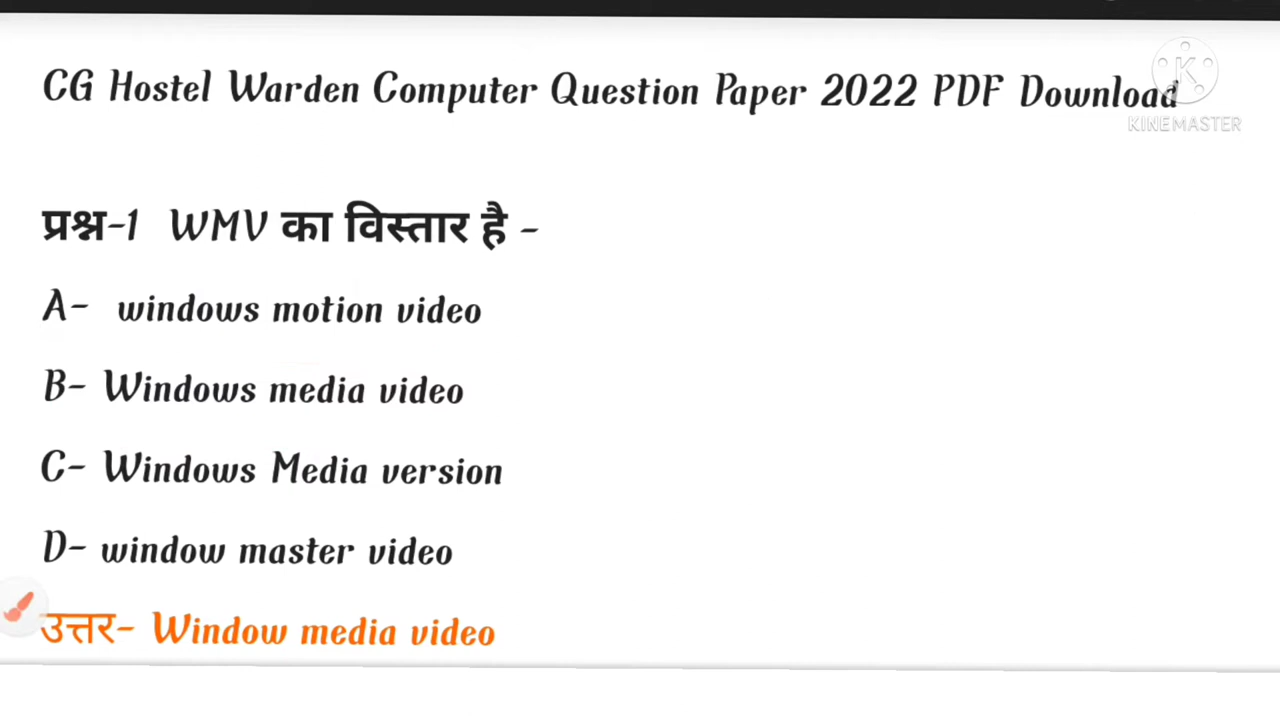 CG Hostel Warden Computer Question Paper 2022 PDF Download
KINEMASTER
प्रश्न-1 WMV का विस्तार है -
A- windows motion video
B- Windows media video
C- Windows Media version
D- window master video
उत्तर- Window media video